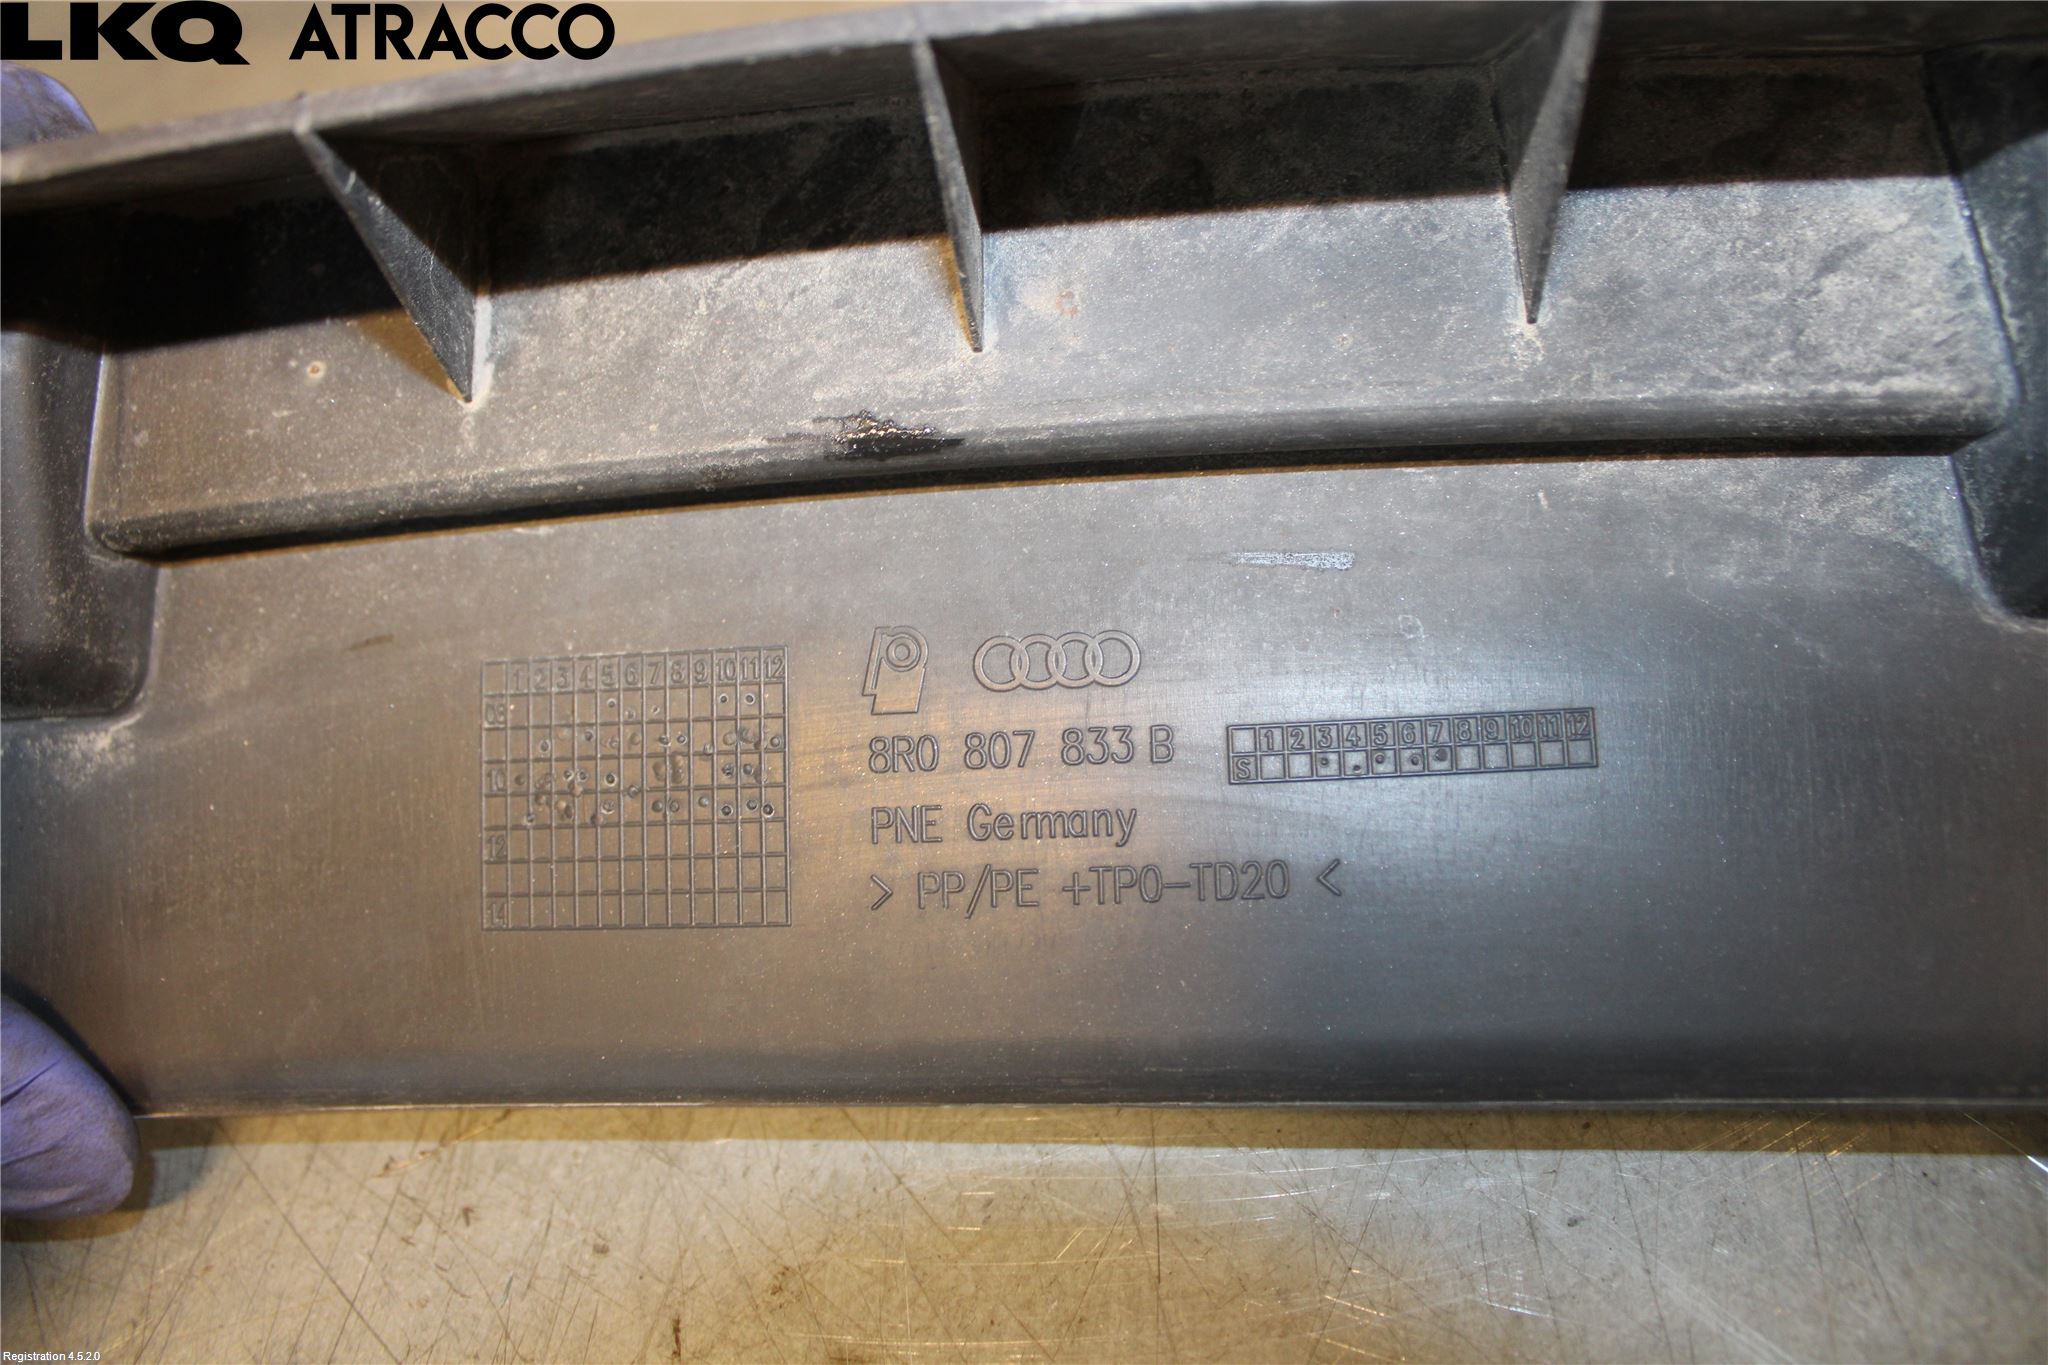 LKQ ATRACCO
1 2 3 4 5 6 7 8 9 10 11 12
08
10
12
14
8R0 807 833 B
1 2 3 4 5 6 7 8 9 10 11 12
S
PNE Germany
> PP/PE +TPO-TD20 <
Registration 4.5.2.0